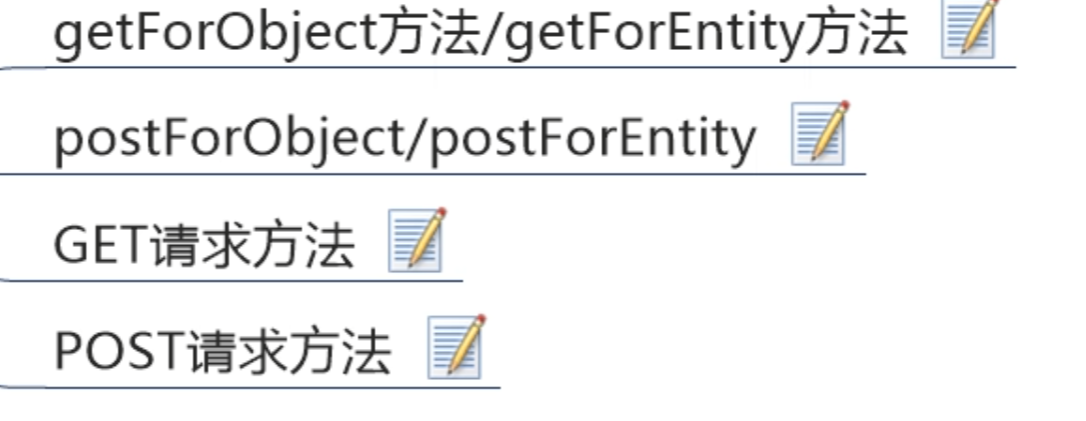 getForObject方法/getForEntity方法
postForObject/postForEntity
GET请求方法
POST请求方法